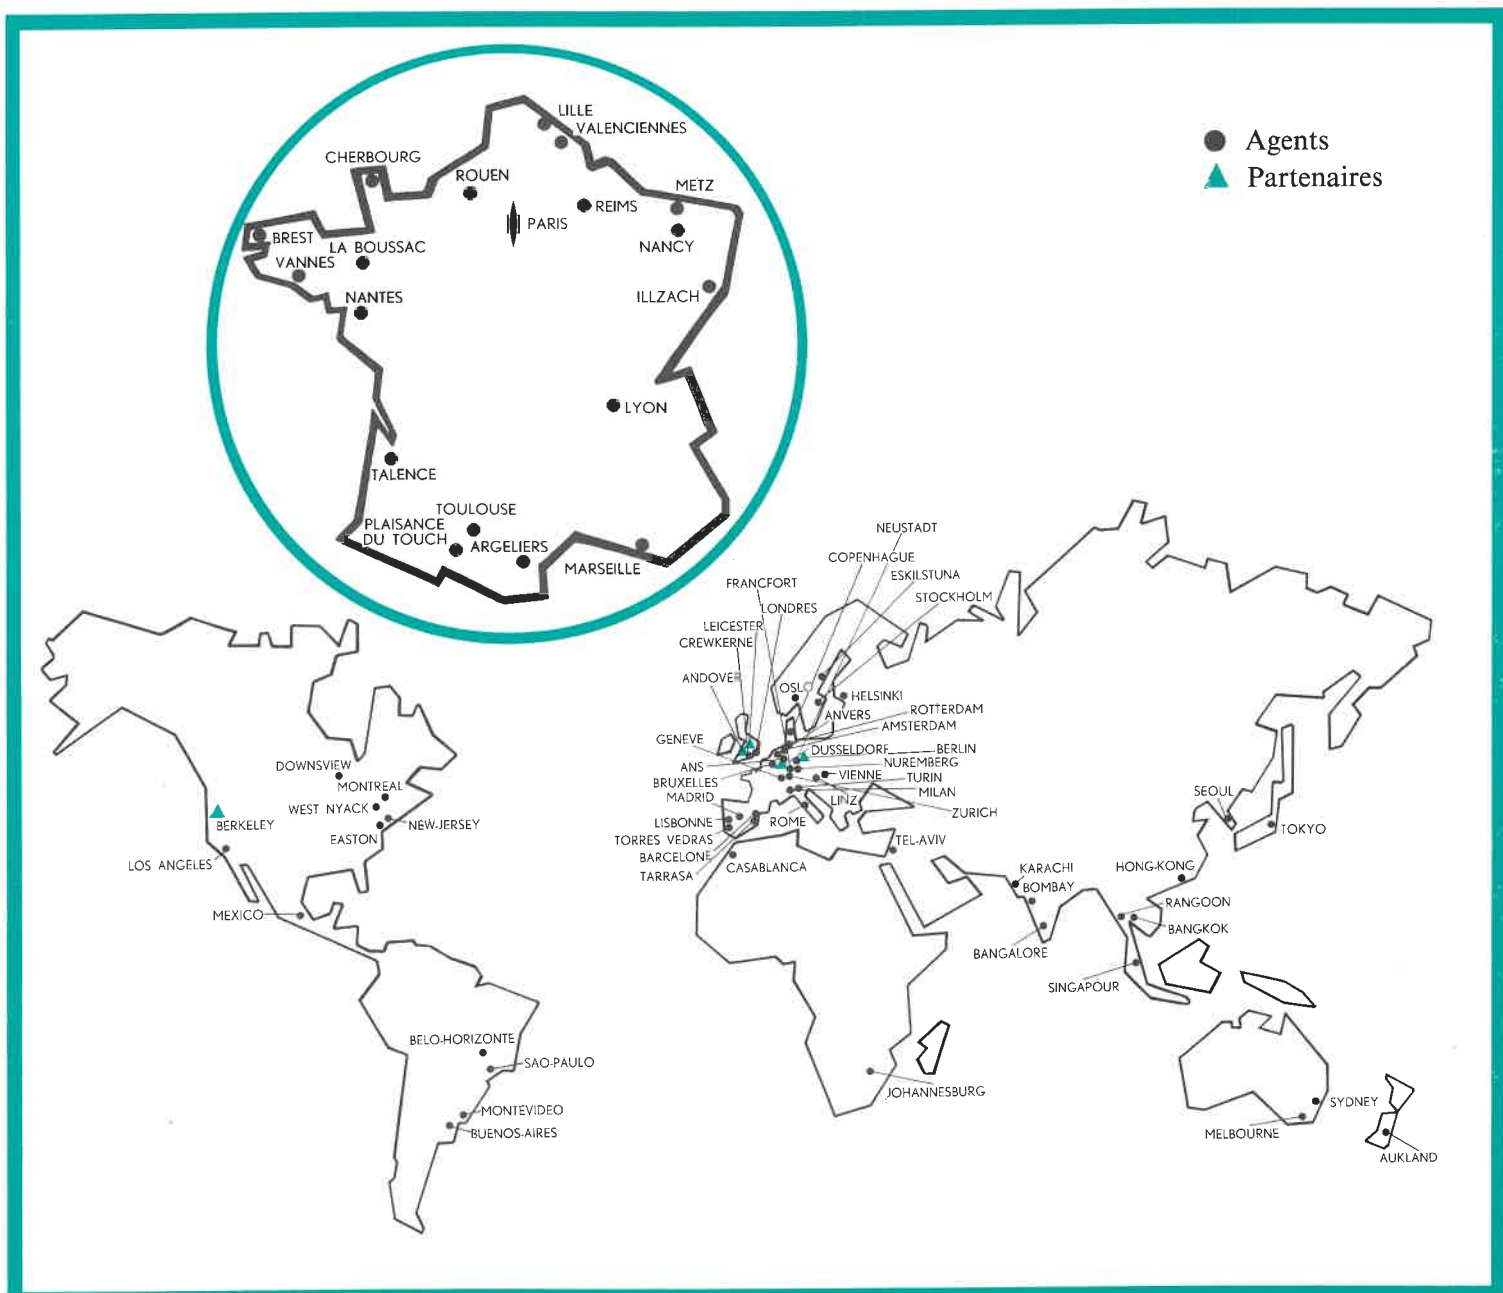 Agents
Partenaires
LILLE
VALENCIENNES
CHERBOURG
ROUEN
METZ
REIMS
PARIS
BREST
LA BOUSSAC
NANCY
VANNES
NANTES
ILLZACH
LYON
TALENCE
TOULOUSE
PLAISANCE
DU TOUCH
ARGELIERS
MARSEILLE
NEUSTADT
COPENHAGUE
ESKILSTUNA
FRANCFORT
STOCKHOLM
LONDRES
LEICESTER
CREWKERNE
ANDOVER
OSLO
HELSINKI
ROTTERDAM
ANVERS
AMSTERDAM
GENEVE
DUSSELDORF
BERLIN
NUREMBERG
ANS
VIENNE
TURIN
BRUXELLES
MILAN
MADRID
LINZ
ZURICH
LISBONNE
ROME
TORRES VEDRAS
TEL-AVIV
BARCELONE
CASABLANCA
TARRASA
DOWNSVIEW
MONTREAL
WEST NYACK
BERKELEY
NEW-JERSEY
EASTON
LOS ANGELES
MEXICO
SEOUL
TOKYO
KARACHI
HONG-KONG
BOMBAY
RANGOON
BANGKOK
BANGALORE
SINGAPOUR
BELO-HORIZONTE
SAO-PAULO
MONTEVIDEO
BUENOS-AIRES
JOHANNESBURG
SYDNEY
MELBOURNE
AUKLAND